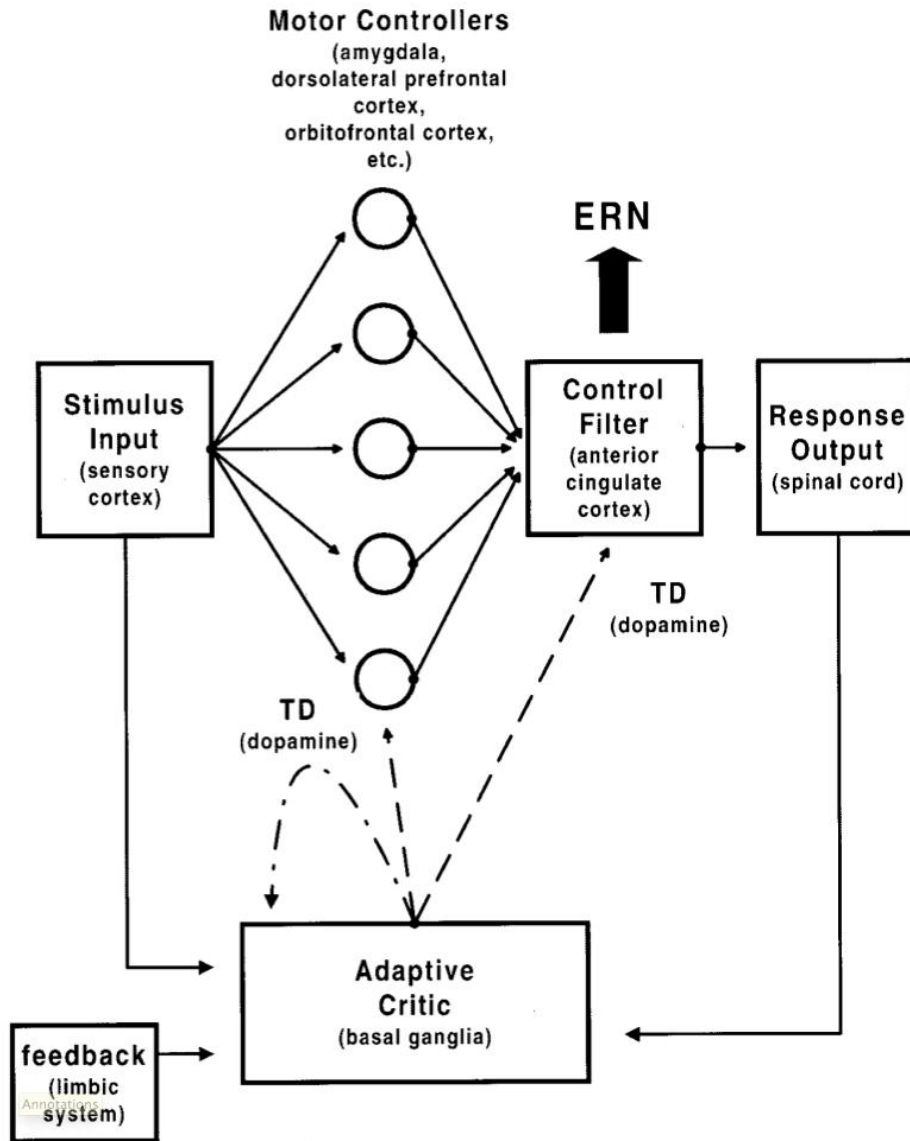 Motor Controllers
(amygdala,
dorsolateral prefrontal
cortex,
orbitofrontal cortex,
etc.)
ERN
Stimulus
Input
(sensory
cortex)
Control
Filter
(anterior
cingulate
cortex)
Response
Output
(spinal cord)
TD
(dopamine)
TD
(dopamine)
Adaptive
Critic
(basal ganglia)
feedback
(limbic
system)
Annotations